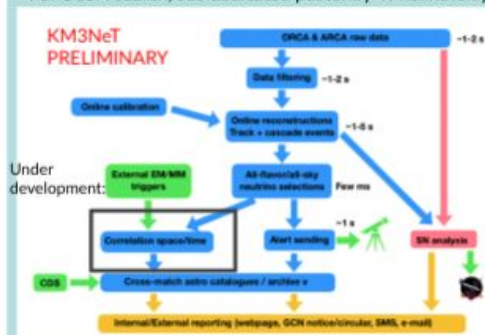 KM3NeT
PRELIMINARY
ORCA & ARCA raw data
~1-2 s
Data filtering
~1-2 s
Online calibration
Online reconstructions
Track + cascade events
~1-5 s
Under
development:
External EM/MM
triggers
All-flavor/all-sky
neutrino selections
Few ms
~1 s
Correlation space/time
Alert sending
SN analysis
CDS
Cross-match astro catalogues / archive ν
Internal/External reporting (webpage, GCN notice/circular, SMS, e-mail)